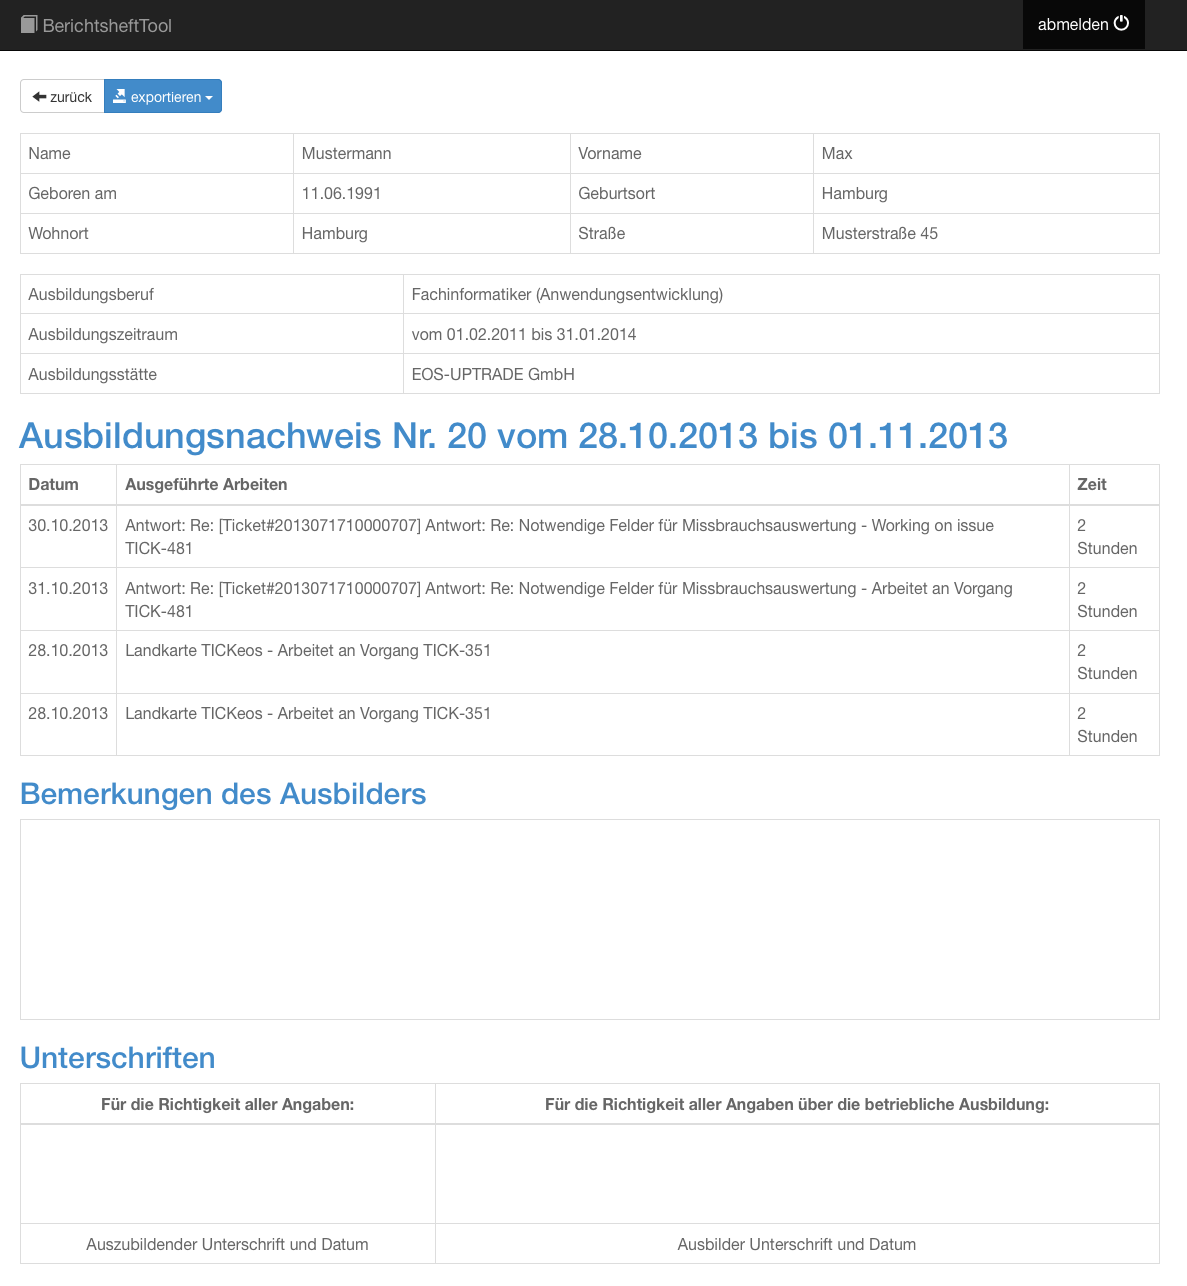 BerichtsheftTool
abmelden
zurück exportieren
Name Mustermann Vorname Max
Geboren am 11.06.1991 Geburtsort Hamburg
Wohnort Hamburg Straße Musterstraße 45
Ausbildungsberuf Fachinformatiker (Anwendungsentwicklung)
Ausbildungszeitraum vom 01.02.2011 bis 31.01.2014
Ausbildungsstätte EOS-UPTRADE GmbH
Ausbildungsnachweis Nr. 20 vom 28.10.2013 bis 01.11.2013
Datum Ausgeführte Arbeiten Zeit
30.10.2013 Antwort: Re: [Ticket#2013071710000707] Antwort: Re: Notwendige Felder für Missbrauchsauswertung - Working on issue 2
TICK-481 Stunden
31.10.2013 Antwort: Re: [Ticket#2013071710000707] Antwort: Re: Notwendige Felder für Missbrauchsauswertung - Arbeitet an Vorgang 2
TICK-481 Stunden
28.10.2013 Landkarte TICKeos - Arbeitet an Vorgang TICK-351 2
Stunden
28.10.2013 Landkarte TICKeos - Arbeitet an Vorgang TICK-351 2
Stunden
Bemerkungen des Ausbilders
Unterschriften
Für die Richtigkeit aller Angaben: Für die Richtigkeit aller Angaben über die betriebliche Ausbildung:
Auszubildender Unterschrift und Datum Ausbilder Unterschrift und Datum